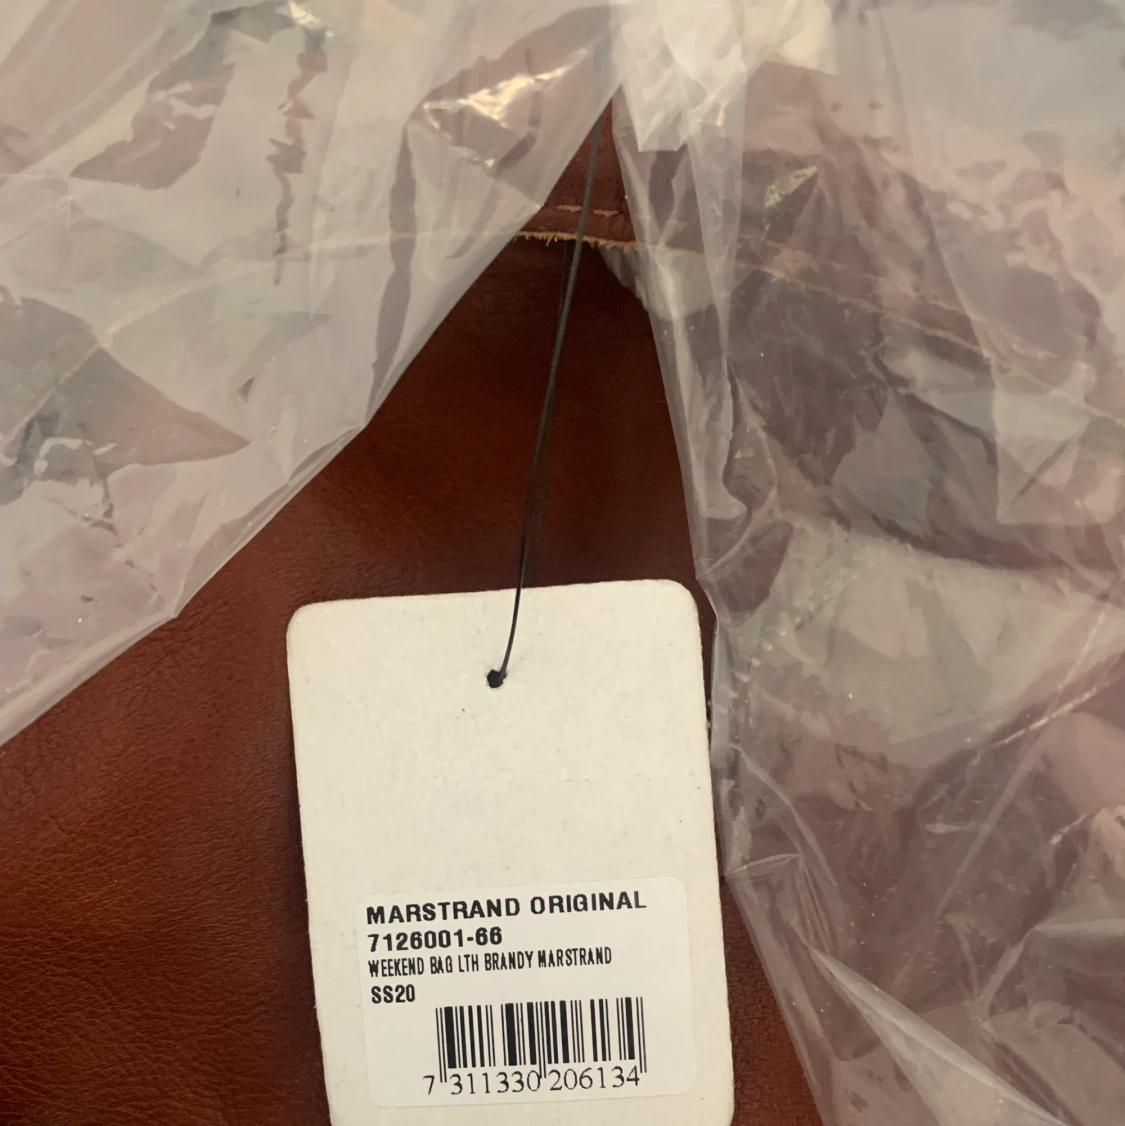 MARSTRAND ORIGINAL
7126001-66
WEEKEND BAG LTH BRANDY MARSTRAND
SS20
7 311330 206134